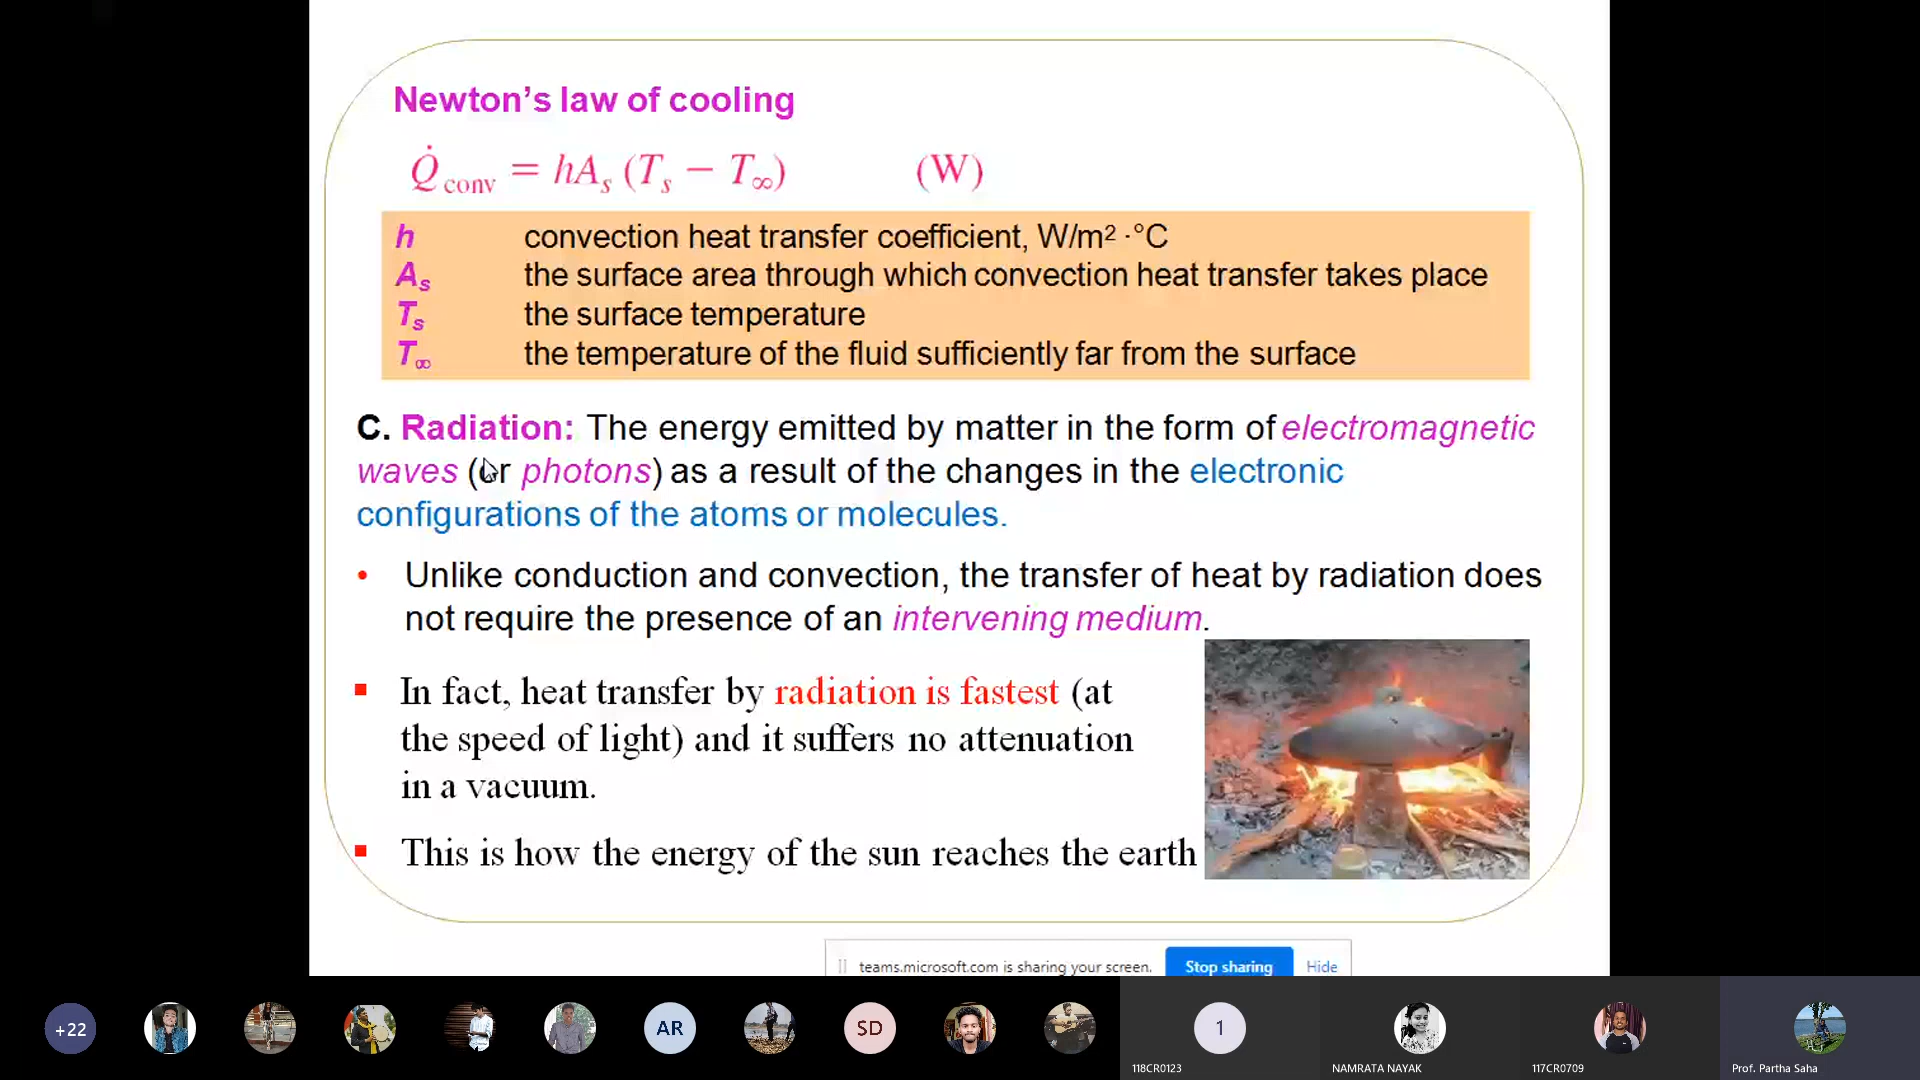 Newton's law of cooling
Q̇conv = hAs (Ts − T∞) (W)
h convection heat transfer coefficient, W/m² ·°C
As the surface area through which convection heat transfer takes place
Ts the surface temperature
T∞ the temperature of the fluid sufficiently far from the surface
C. Radiation: The energy emitted by matter in the form of electromagnetic
waves (or photons) as a result of the changes in the electronic
configurations of the atoms or molecules.
• Unlike conduction and convection, the transfer of heat by radiation does
not require the presence of an intervening medium.
▪ In fact, heat transfer by radiation is fastest (at
the speed of light) and it suffers no attenuation
in a vacuum.
▪ This is how the energy of the sun reaches the earth
teams.microsoft.com is sharing your screen. Stop sharing Hide
+22 AR SD 1
118CR0123 NAMRATA NAYAK 117CR0709 Prof. Partha Saha